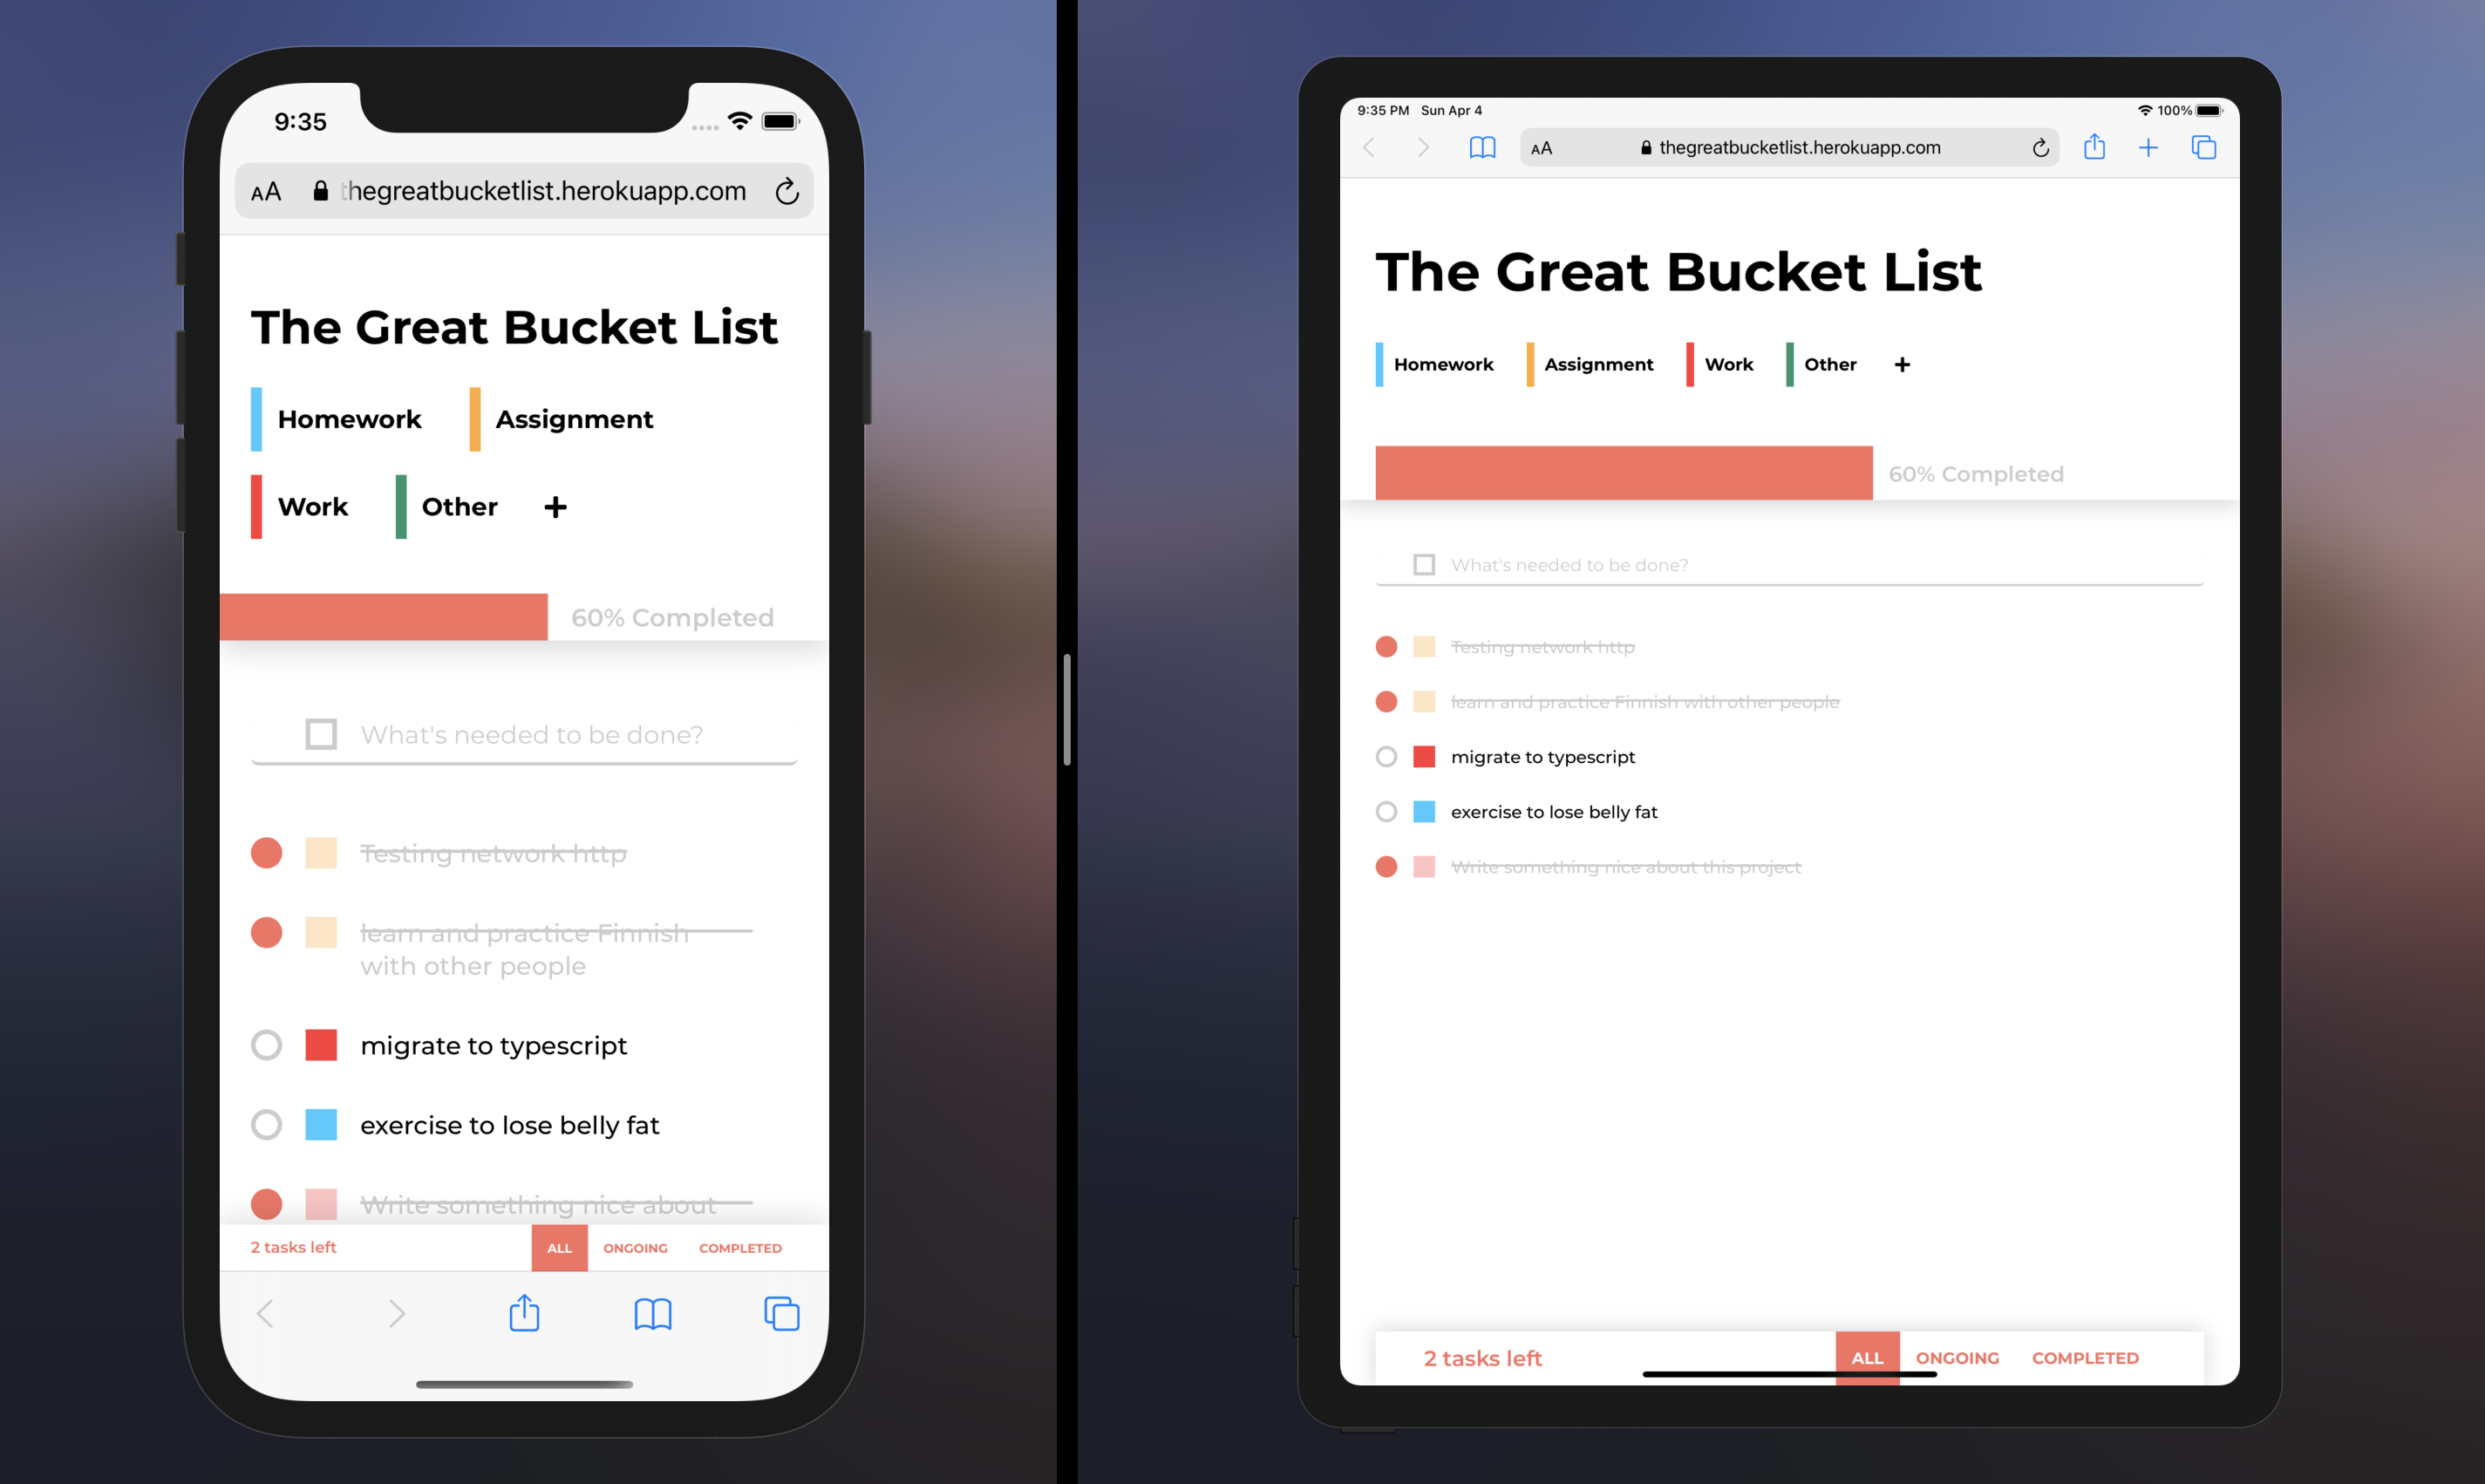 9:35
AA thegreatbucketlist.herokuapp.com
The Great Bucket List
Homework Assignment
Work Other +
60% Completed
What's needed to be done?
Testing network http
learn and practice Finnish
with other people
migrate to typescript
exercise to lose belly fat
Write something nice about
2 tasks left ALL ONGOING COMPLETED
9:35 PM Sun Apr 4 100%
AA thegreatbucketlist.herokuapp.com
The Great Bucket List
Homework Assignment Work Other +
60% Completed
What's needed to be done?
Testing network http
learn and practice Finnish with other people
migrate to typescript
exercise to lose belly fat
Write something nice about this project
2 tasks left ALL ONGOING COMPLETED